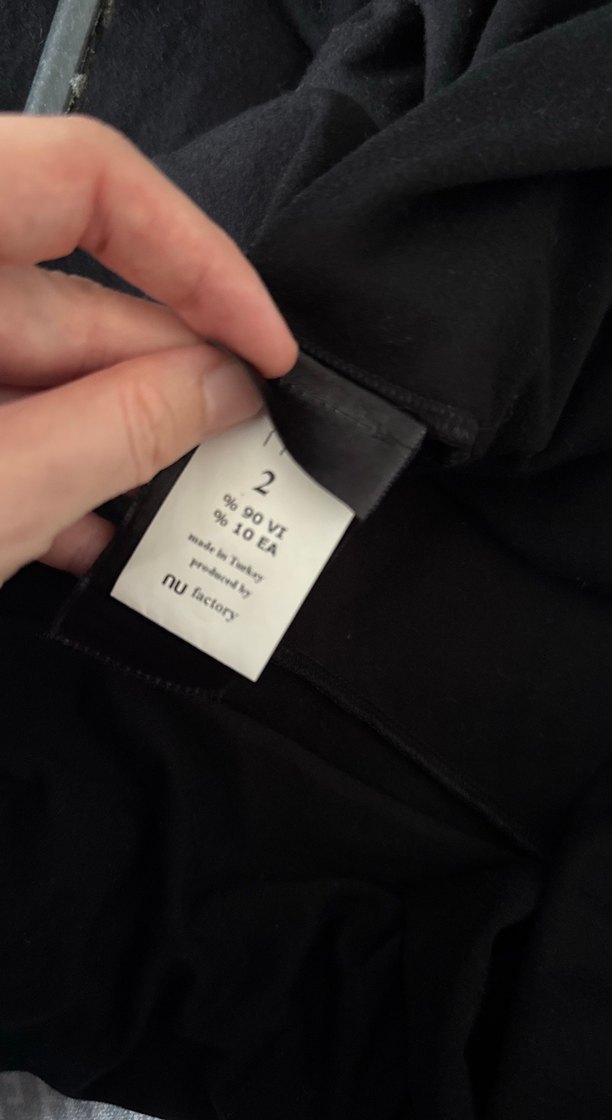 2
% 90 VI
% 10 EA
made in Turkey
produced by
nu factory